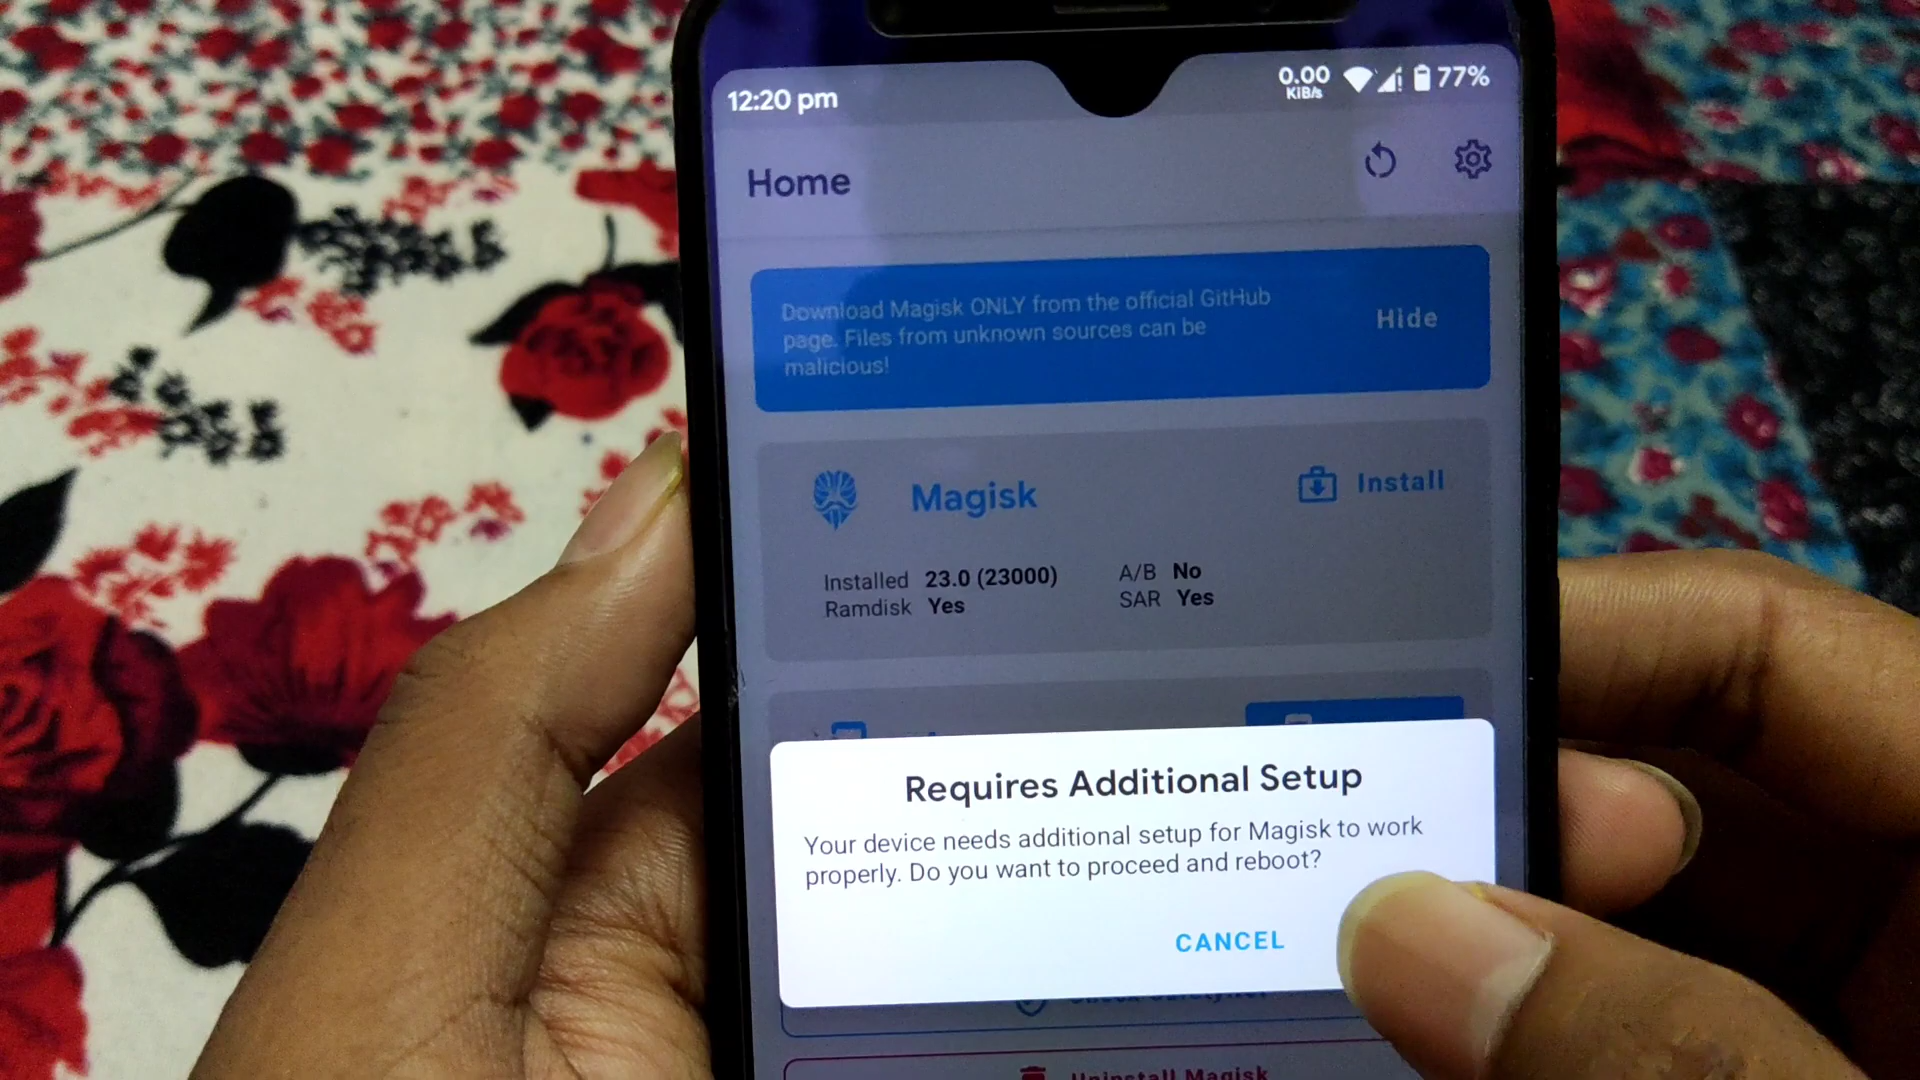 12:20 pm
0.00
KiB/s
77%
Home
Download Magisk ONLY from the official GitHub
page. Files from unknown sources can be
malicious!
Hide
Magisk
Install
Installed 23.0 (23000)
A/B No
Ramdisk Yes
SAR Yes
Requires Additional Setup
Your device needs additional setup for Magisk to work
properly. Do you want to proceed and reboot?
CANCEL
Uninstall Magisk